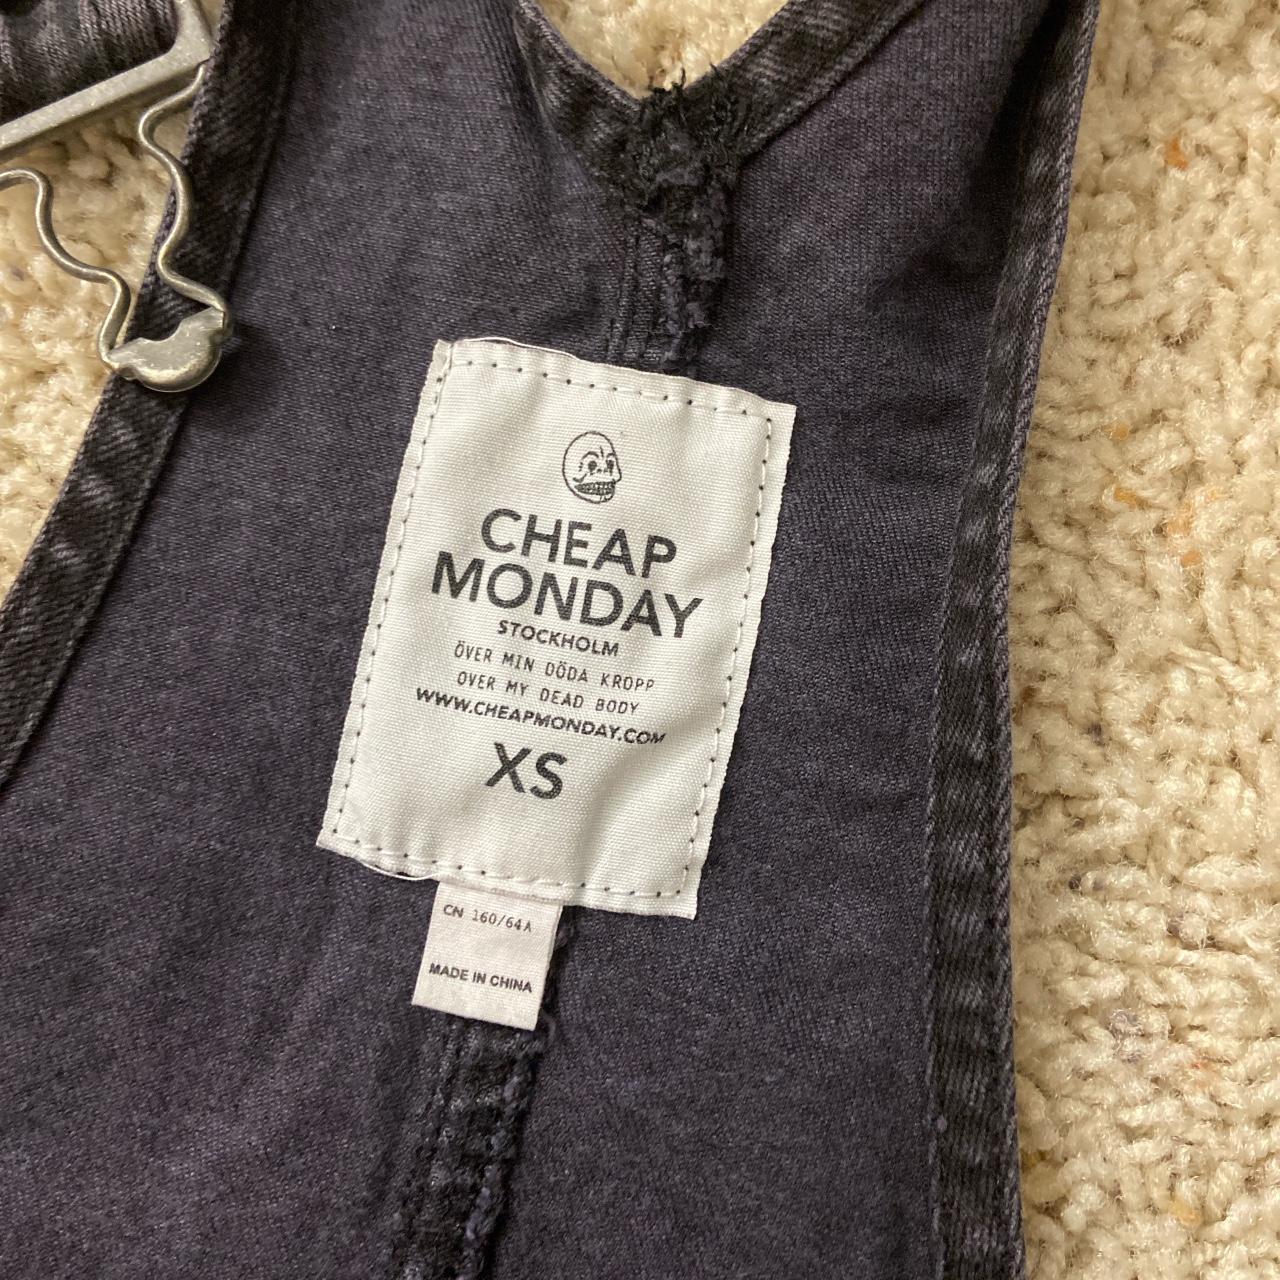 CHEAP
MONDAY
STOCKHOLM
ÖVER MIN DÖDA KROPP
OVER MY DEAD BODY
WWW.CHEAPMONDAY.COM
XS
CN 160/64A
MADE IN CHINA